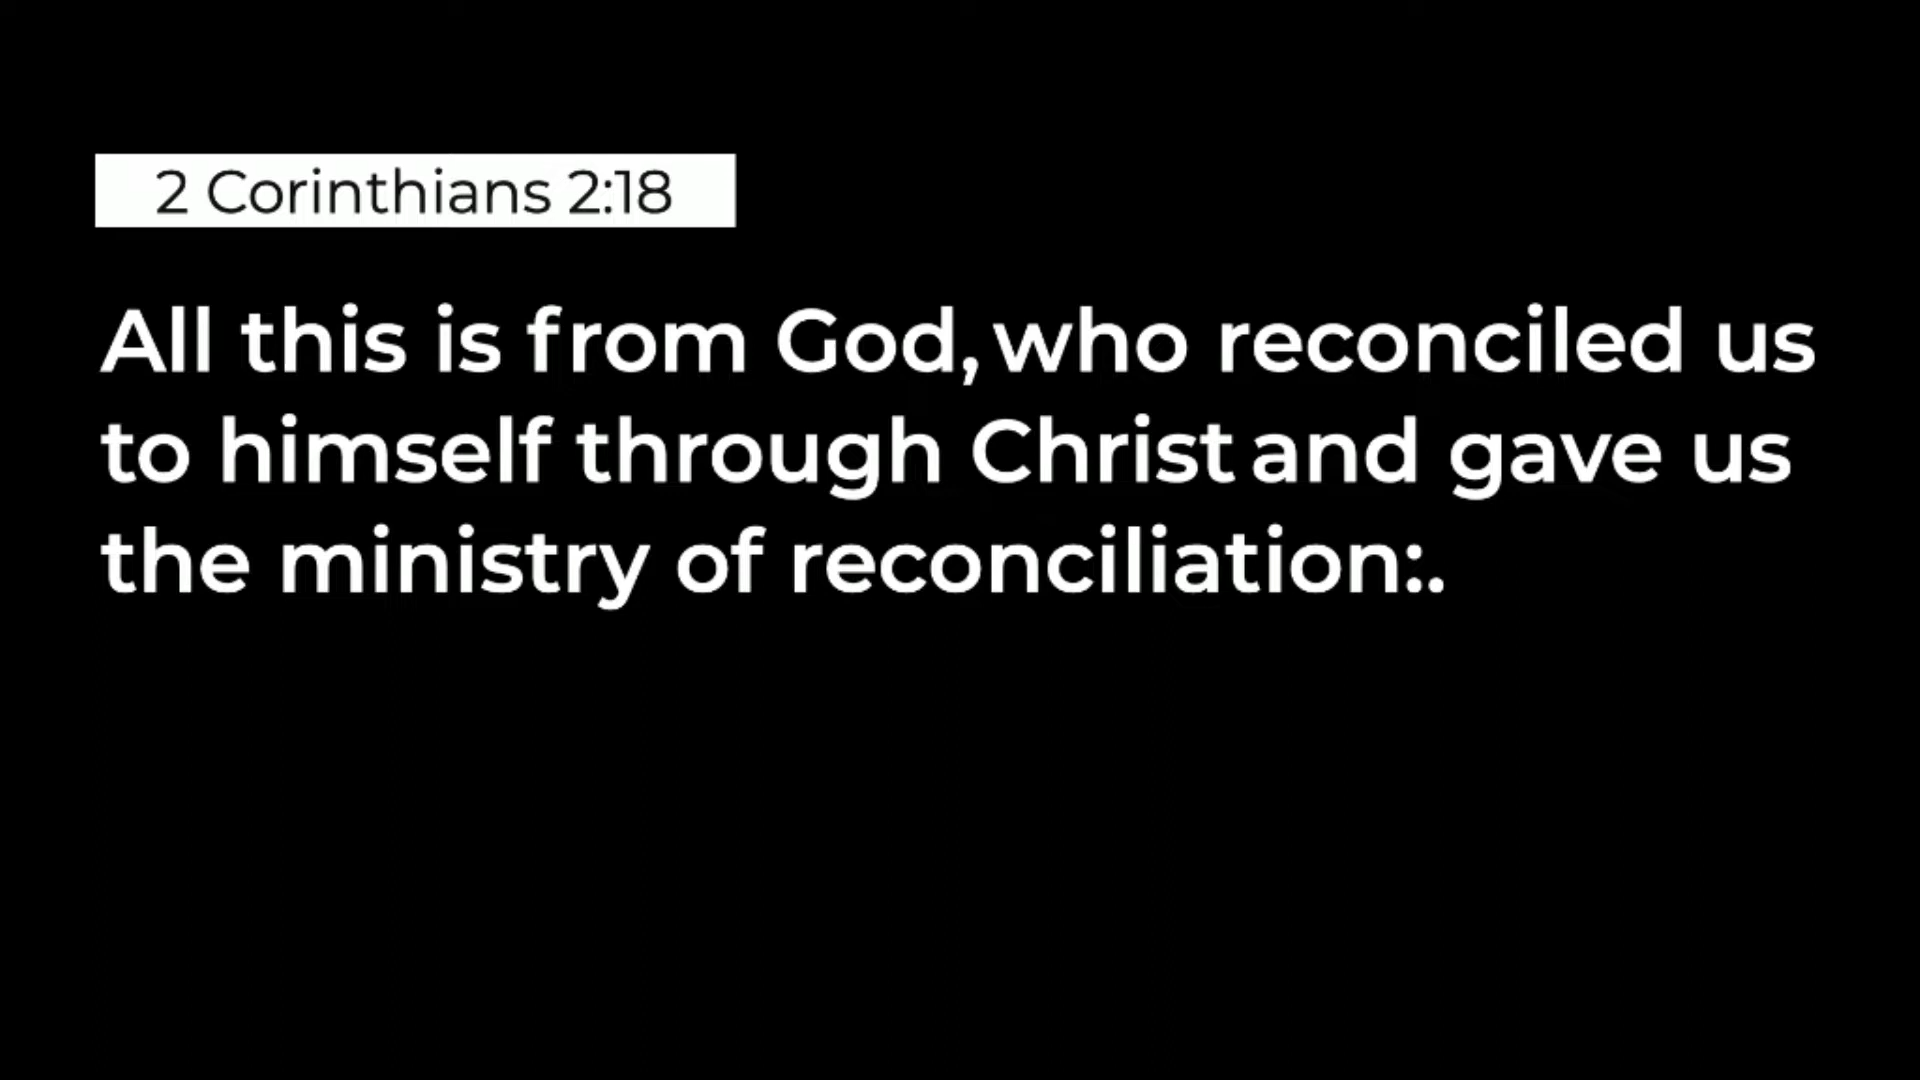 2 Corinthians 2:18
All this is from God, who reconciled us
to himself through Christ and gave us
the ministry of reconciliation:.